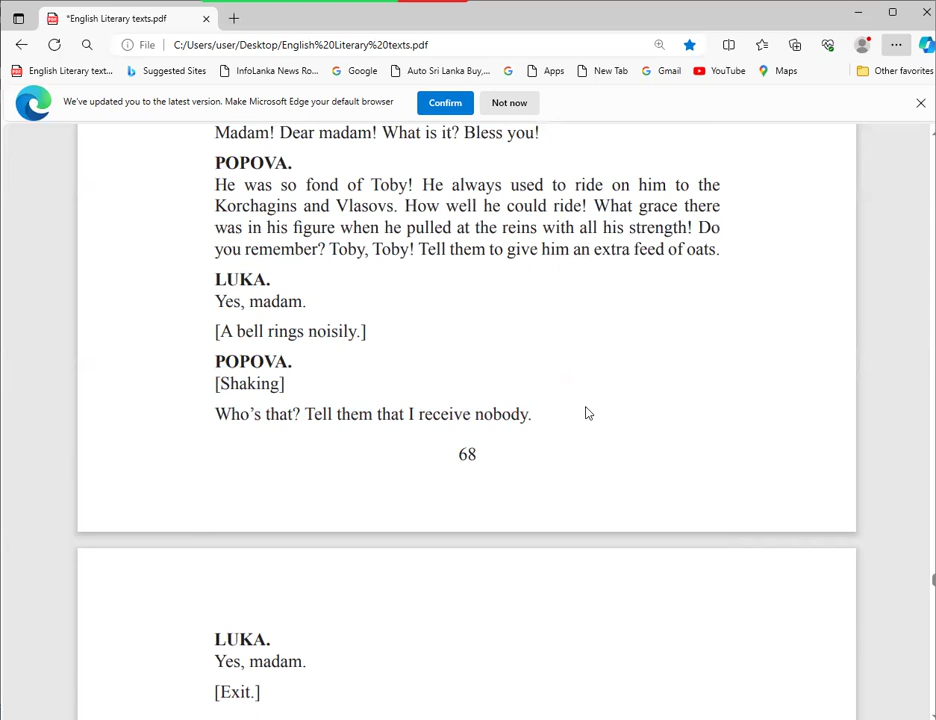 *English Literary texts.pdf
File
C:/Users/user/Desktop/English%20Literary%20texts.pdf
English Literary text...
Suggested Sites
InfoLanka News Ro...
Google
Auto Sri Lanka Buy,...
Apps
New Tab
Gmail
YouTube
Maps
Other favorites
We've updated you to the latest version. Make Microsoft Edge your default browser
Confirm
Not now
Madam! Dear madam! What is it? Bless you!
POPOVA.
He was so fond of Toby! He always used to ride on him to the
Korchagins and Vlasovs. How well he could ride! What grace there
was in his figure when he pulled at the reins with all his strength! Do
you remember? Toby, Toby! Tell them to give him an extra feed of oats.
LUKA.
Yes, madam.
[A bell rings noisily.]
POPOVA.
[Shaking]
Who's that? Tell them that I receive nobody.
68
LUKA.
Yes, madam.
[Exit.]